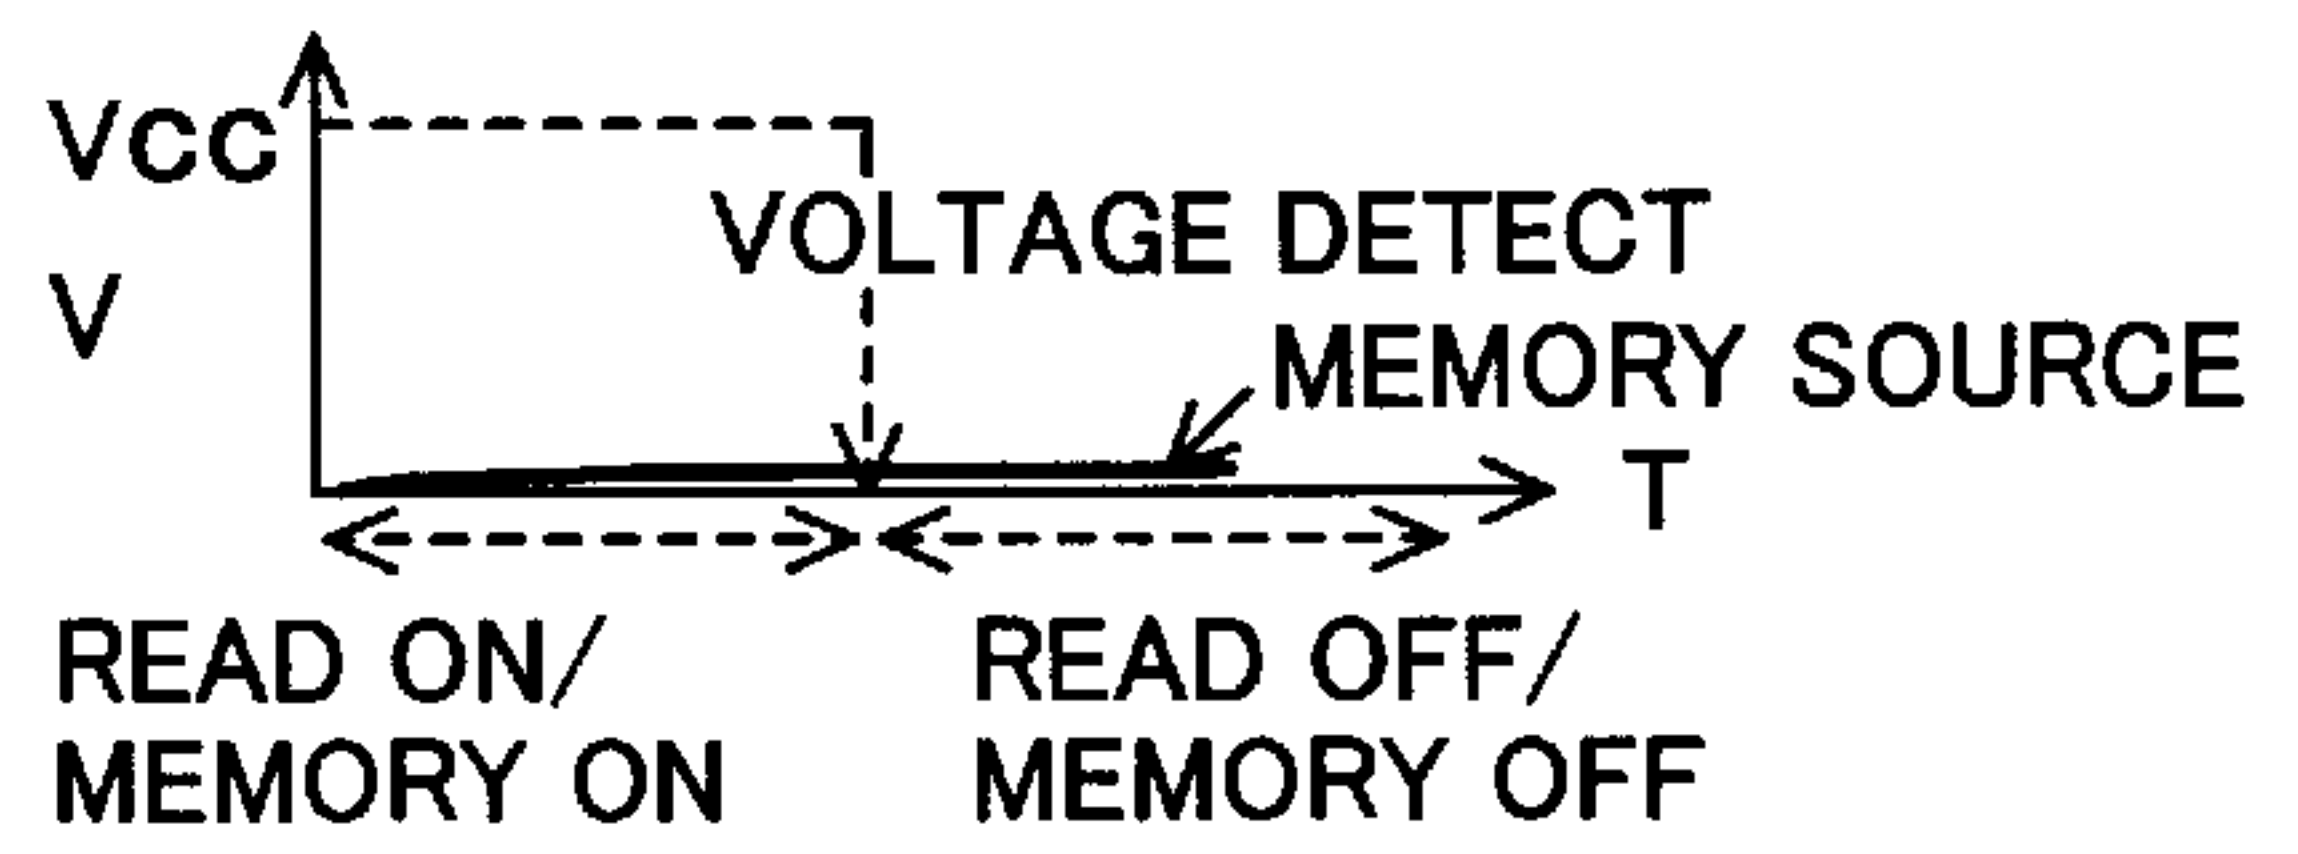 VCC
V
VOLTAGE DETECT
MEMORY SOURCE
T
READ ON/
MEMORY ON
READ OFF/
MEMORY OFF